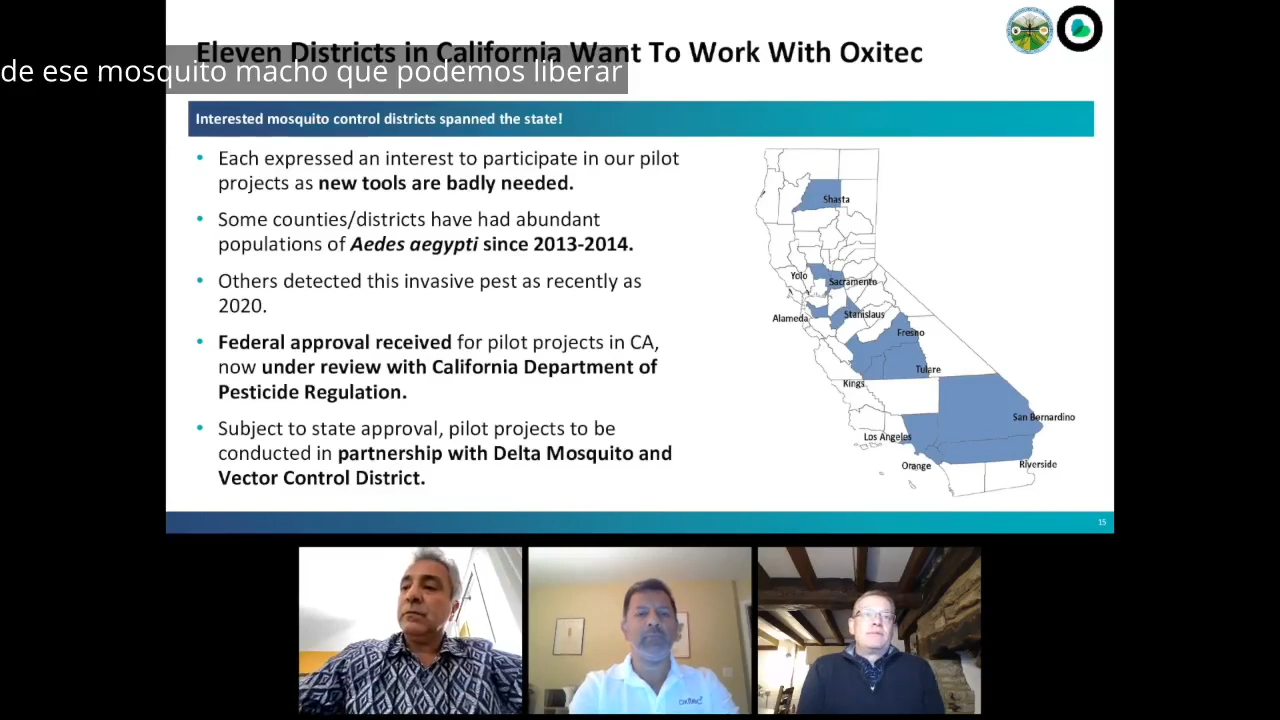 Eleven Districts in California Want To Work With Oxitec
de ese mosquito macho que podemos liberar
Interested mosquito control districts spanned the state!
Each expressed an interest to participate in our pilot
projects as new tools are badly needed.
Some counties/districts have had abundant
populations of Aedes aegypti since 2013-2014.
Others detected this invasive pest as recently as
2020.
Federal approval received for pilot projects in CA,
now under review with California Department of
Pesticide Regulation.
Subject to state approval, pilot projects to be
conducted in partnership with Delta Mosquito and
Vector Control District.
Shasta
Yolo
Sacramento
Alameda
Stanislaus
Fresno
Tulare
Kings
San Bernardino
Los Angeles
Orange
Riverside
15